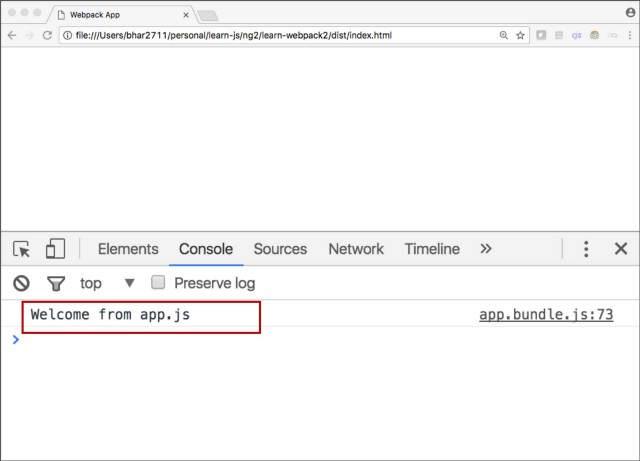 Webpack App
file:///Users/bhar2711/personal/learn-js/ng2/learn-webpack2/dist/index.html
Elements Console Sources Network Timeline
top Preserve log
Welcome from app.js app.bundle.js:73